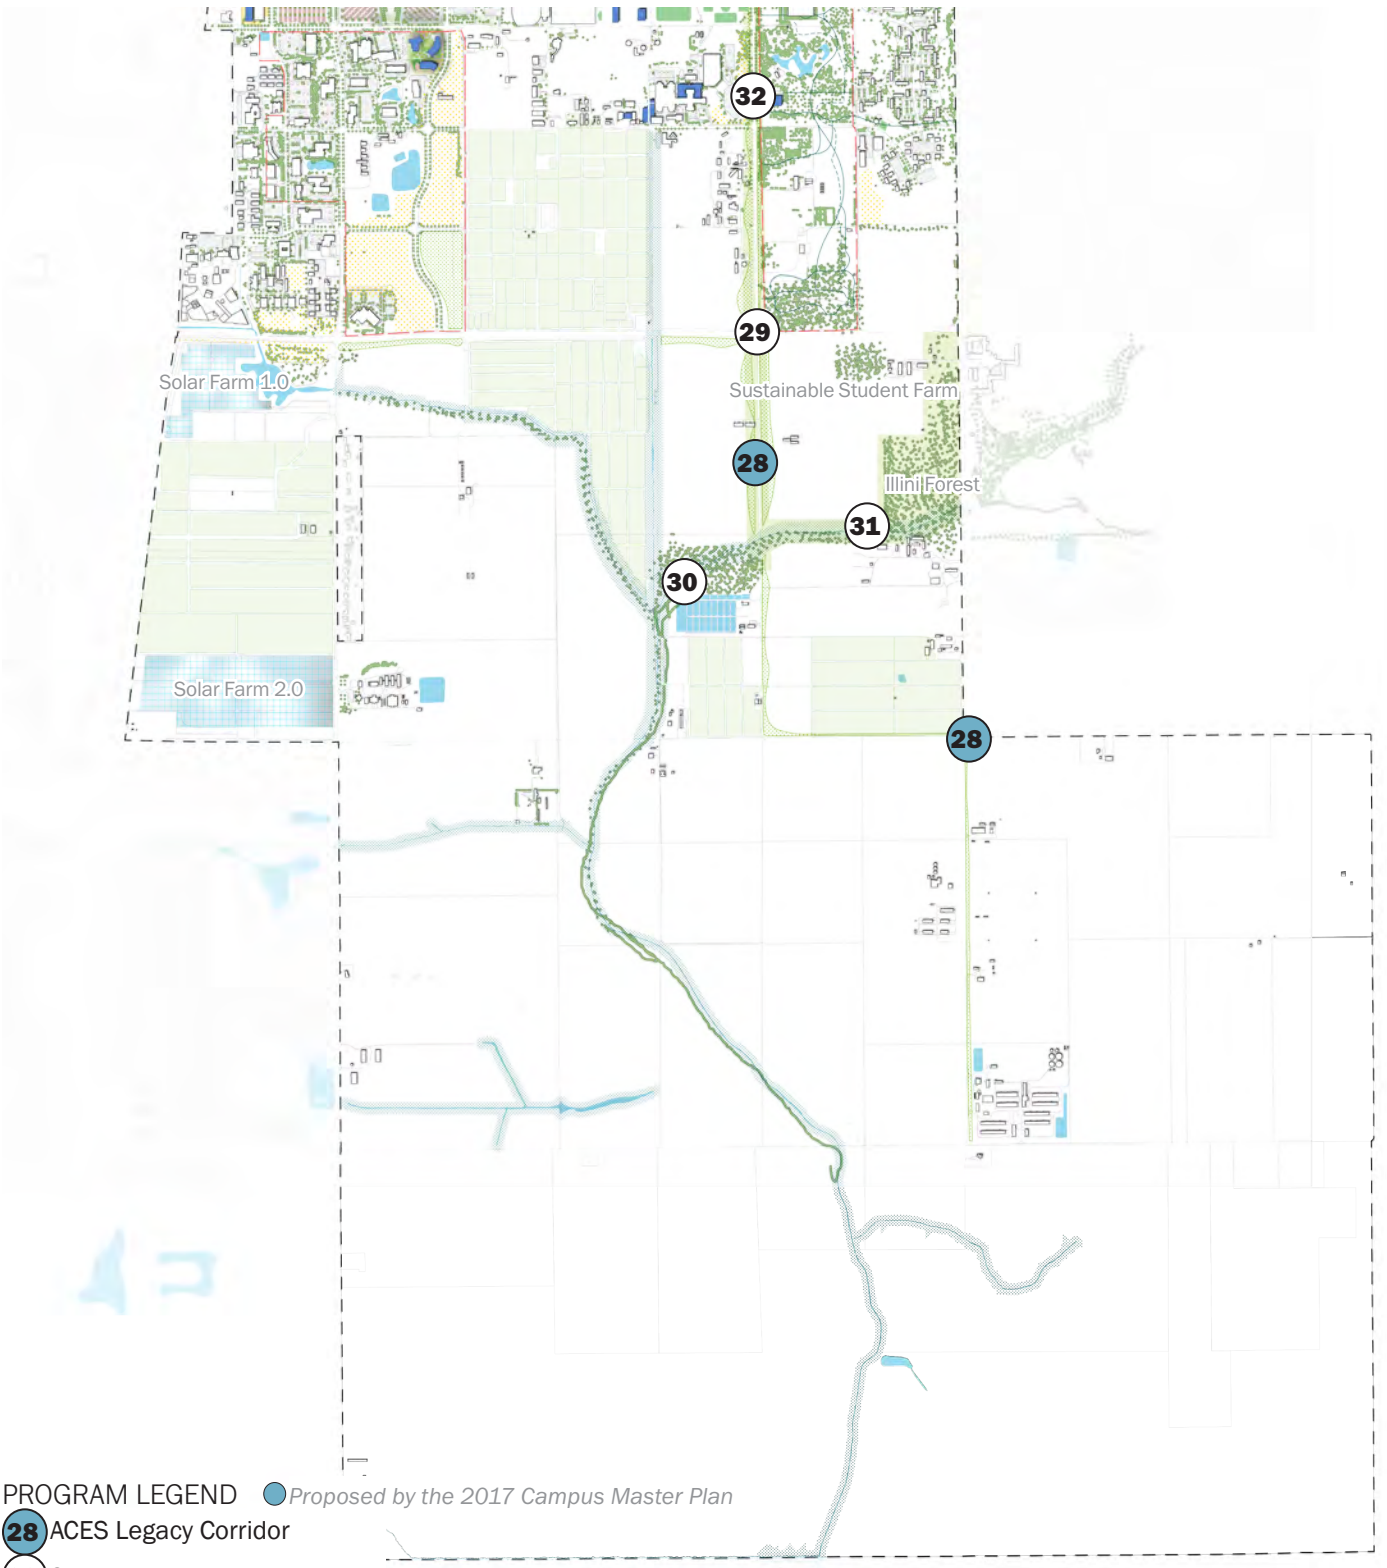 32
29
Solar Farm 1.0
Sustainable Student Farm
28
Illini Forest
31
30
Solar Farm 2.0
28
PROGRAM LEGEND
Proposed by the 2017 Campus Master Plan
28 ACES Legacy Corridor